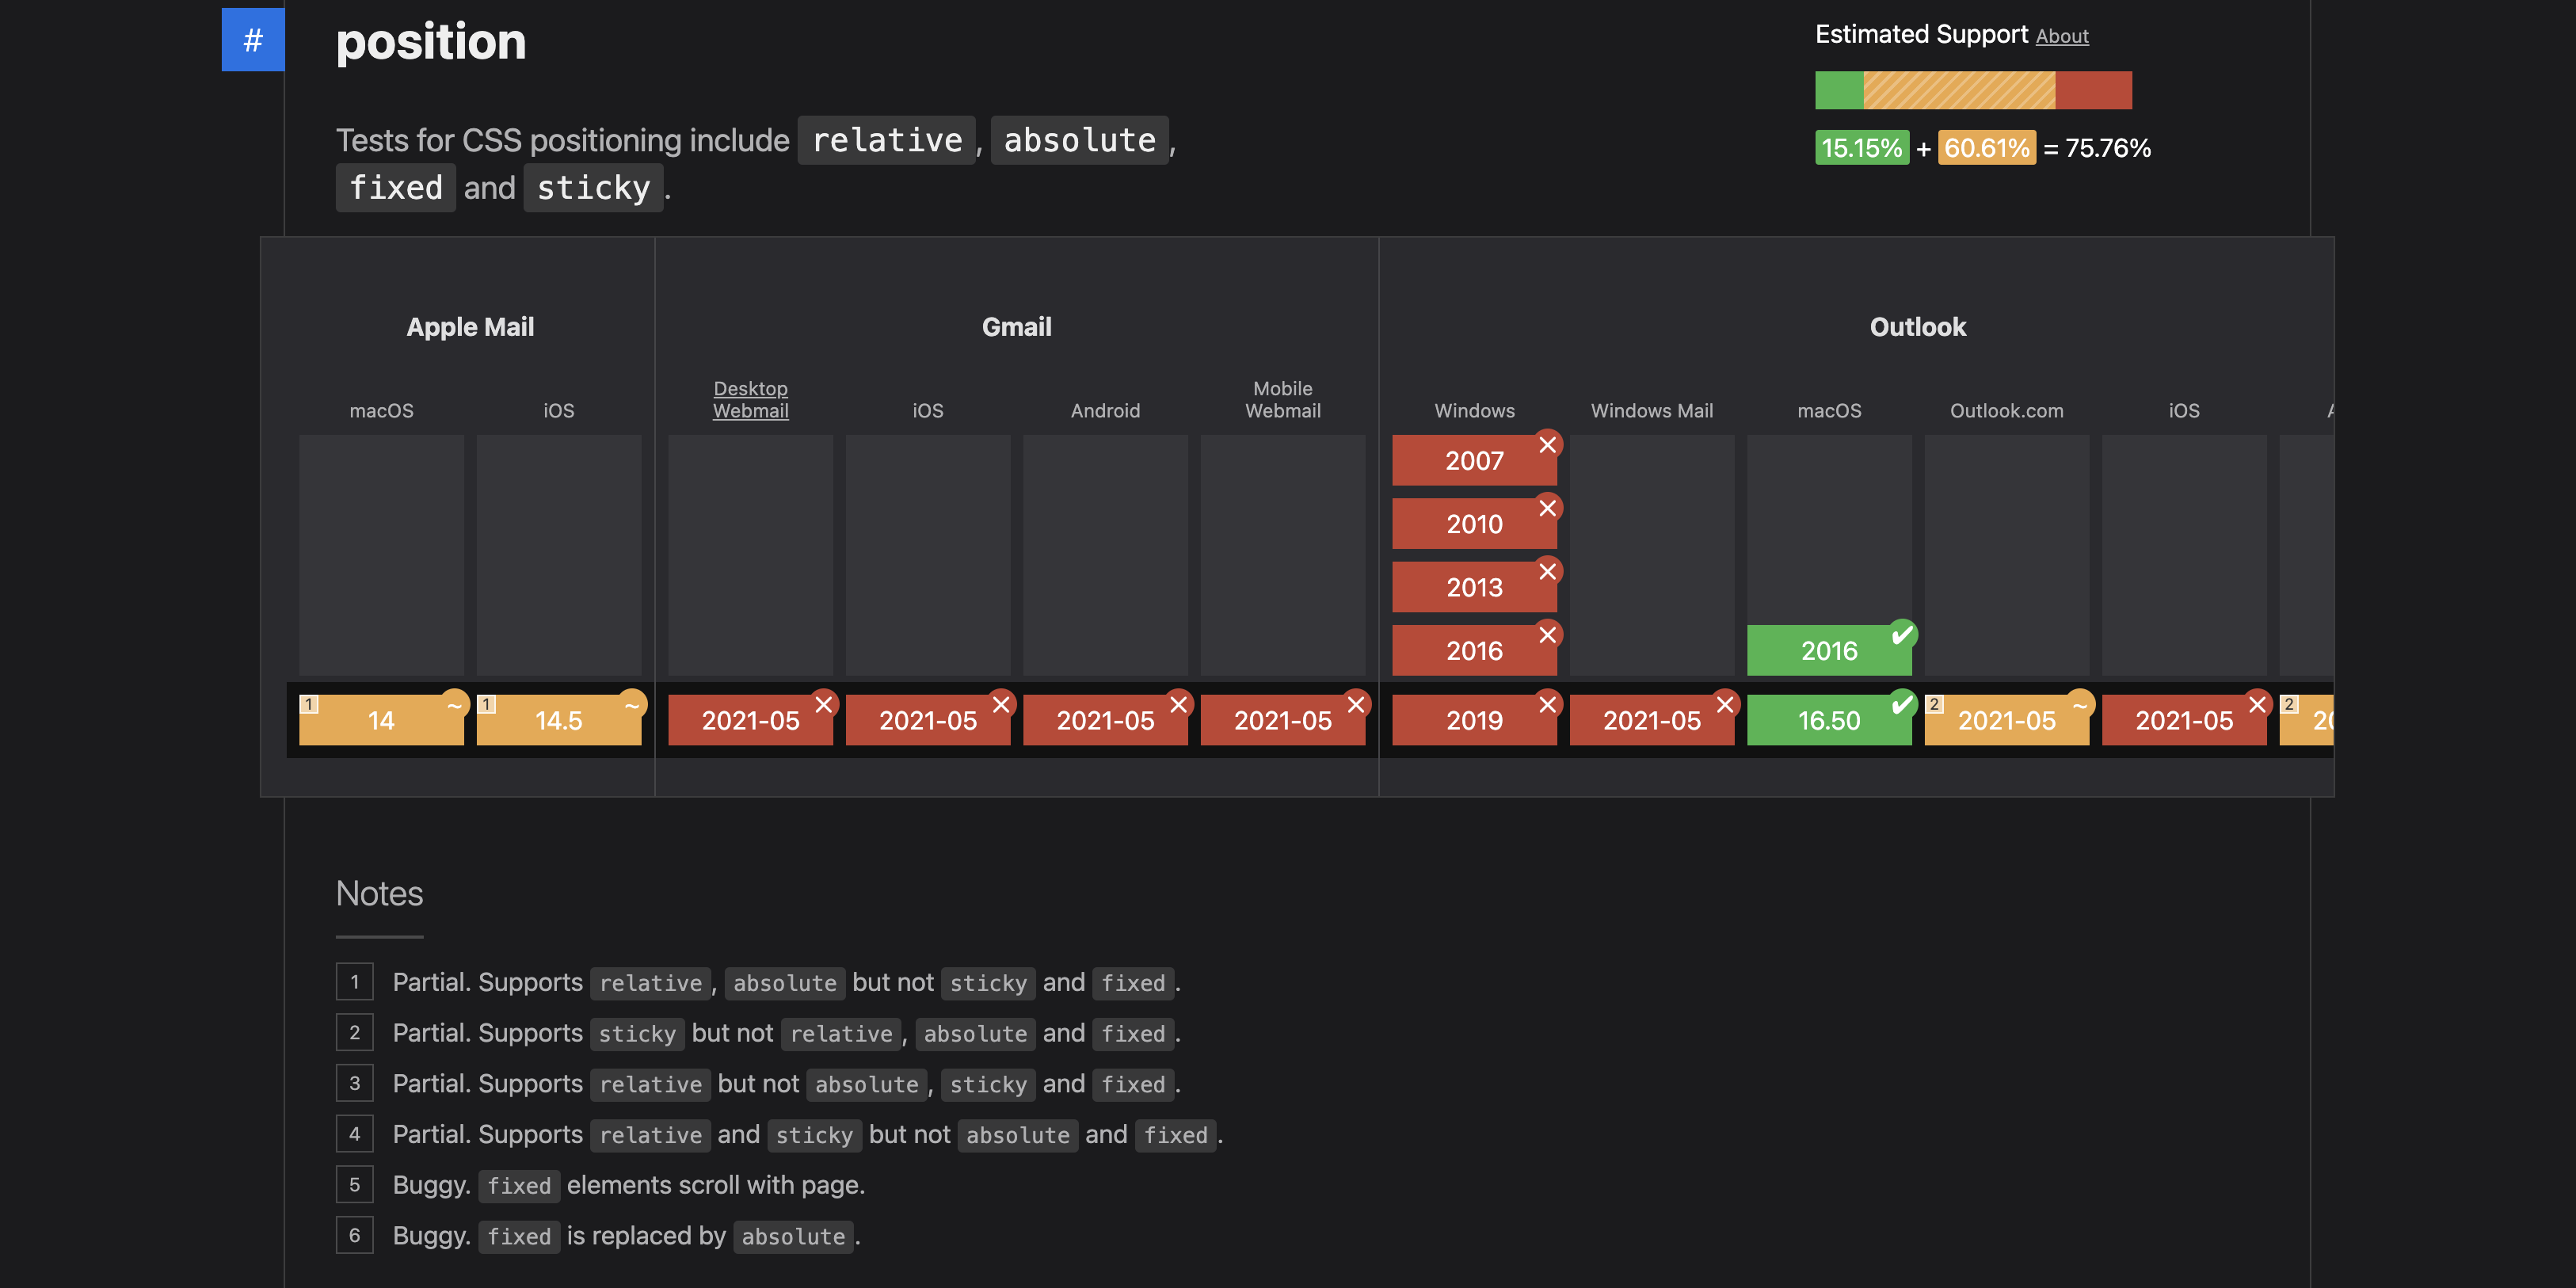 #
position
Estimated Support About
15.15% + 60.61% = 75.76%
Tests for CSS positioning include relative, absolute,
fixed and sticky.
Apple Mail
Gmail
Outlook
macOS
iOS
Desktop
Webmail
iOS
Android
Mobile
Webmail
Windows
Windows Mail
macOS
Outlook.com
iOS
2007
2010
2013
2016
2016
1 14 ~
1 14.5 ~
2021-05
2021-05
2021-05
2021-05
2019
2021-05
16.50
2 2021-05 ~
2021-05
2
Notes
1 Partial. Supports relative, absolute but not sticky and fixed.
2 Partial. Supports sticky but not relative, absolute and fixed.
3 Partial. Supports relative but not absolute, sticky and fixed.
4 Partial. Supports relative and sticky but not absolute and fixed.
5 Buggy. fixed elements scroll with page.
6 Buggy. fixed is replaced by absolute.